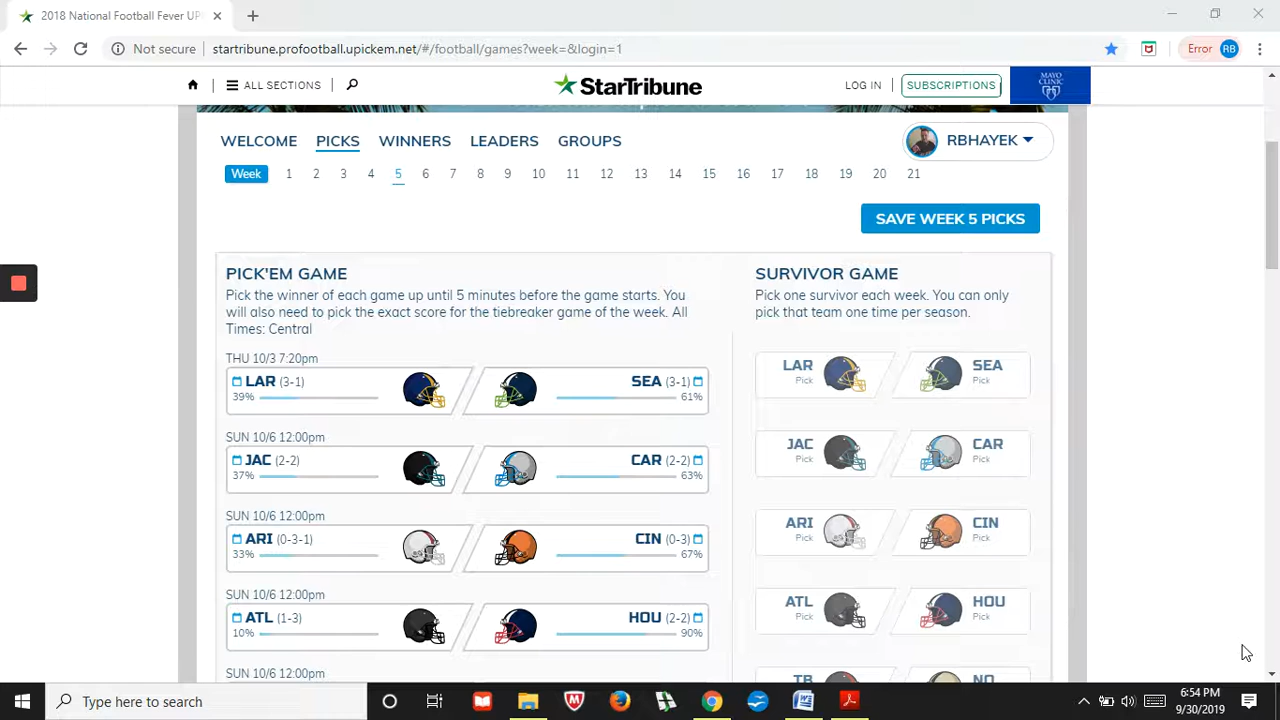 2018 National Football Fever UP
Not secure startribune.profootball.upickem.net/#/football/games?week=&login=1 Error RB
ALL SECTIONS StarTribune LOG IN SUBSCRIPTIONS MAYO CLINIC
WELCOME PICKS WINNERS LEADERS GROUPS RBHAYEK
Week 1 2 3 4 5 6 7 8 9 10 11 12 13 14 15 16 17 18 19 20 21
SAVE WEEK 5 PICKS
PICK'EM GAME
Pick the winner of each game up until 5 minutes before the game starts. You
will also need to pick the exact score for the tiebreaker game of the week. All
Times: Central
THU 10/3 7:20pm
LAR (3-1) SEA (3-1)
39% 61%
SUN 10/6 12:00pm
JAC (2-2) CAR (2-2)
37% 63%
SUN 10/6 12:00pm
ARI (0-3-1) CIN (0-3)
33% 67%
SUN 10/6 12:00pm
ATL (1-3) HOU (2-2)
10% 90%
SUN 10/6 12:00pm
SURVIVOR GAME
Pick one survivor each week. You can only
pick that team one time per season.
LAR SEA
Pick Pick
JAC CAR
Pick Pick
ARI CIN
Pick Pick
ATL HOU
Pick Pick
TB NO
Type here to search
6:54 PM
9/30/2019